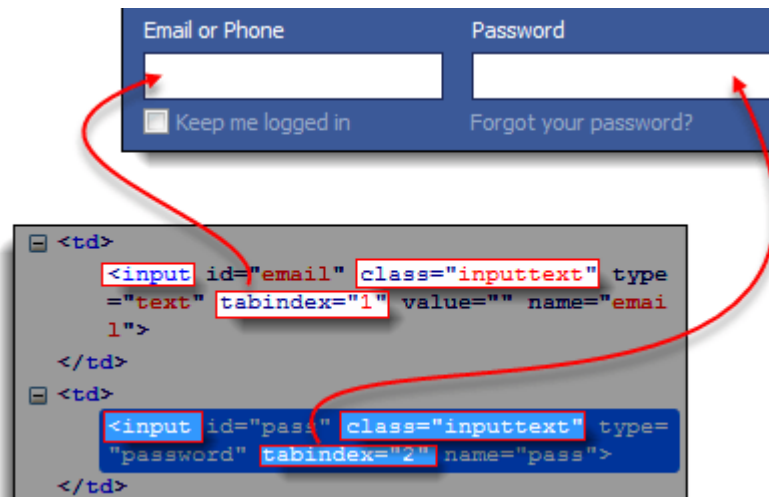 Email or Phone Password
Keep me logged in Forgot your password?
<td>
<input id="email" class="inputtext" type
="text" tabindex="1" value="" name="emai
l">
</td>
<td>
<input id="pass" class="inputtext" type=
"password" tabindex="2" name="pass">
</td>